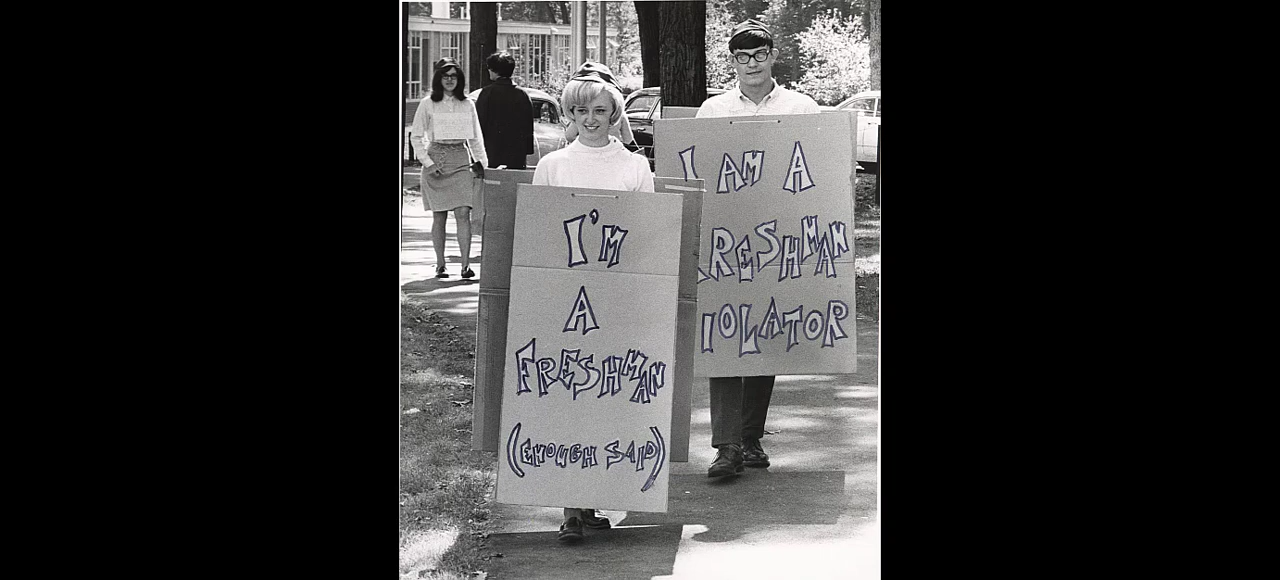 I'M
A
FRESHMAN
(ENOUGH SAID)
I AM A
RESHMAN
IOLATOR